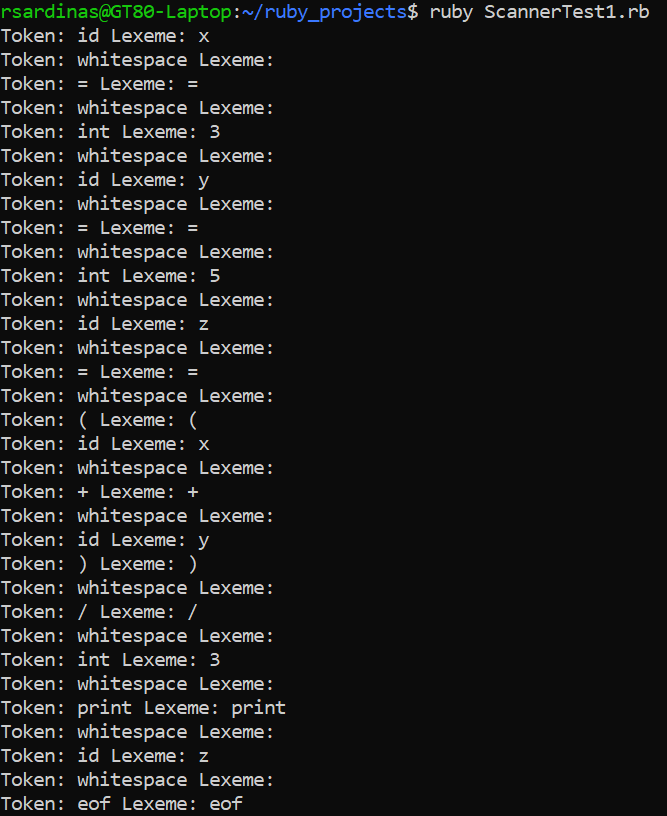 rsardinas@GT80-Laptop:~/ruby_projects$ ruby ScannerTest1.rb
Token: id Lexeme: x
Token: whitespace Lexeme:
Token: = Lexeme: =
Token: whitespace Lexeme:
Token: int Lexeme: 3
Token: whitespace Lexeme:
Token: id Lexeme: y
Token: whitespace Lexeme:
Token: = Lexeme: =
Token: whitespace Lexeme:
Token: int Lexeme: 5
Token: whitespace Lexeme:
Token: id Lexeme: z
Token: whitespace Lexeme:
Token: = Lexeme: =
Token: whitespace Lexeme:
Token: ( Lexeme: (
Token: id Lexeme: x
Token: whitespace Lexeme:
Token: + Lexeme: +
Token: whitespace Lexeme:
Token: id Lexeme: y
Token: ) Lexeme: )
Token: whitespace Lexeme:
Token: / Lexeme: /
Token: whitespace Lexeme:
Token: int Lexeme: 3
Token: whitespace Lexeme:
Token: print Lexeme: print
Token: whitespace Lexeme:
Token: id Lexeme: z
Token: whitespace Lexeme:
Token: eof Lexeme: eof